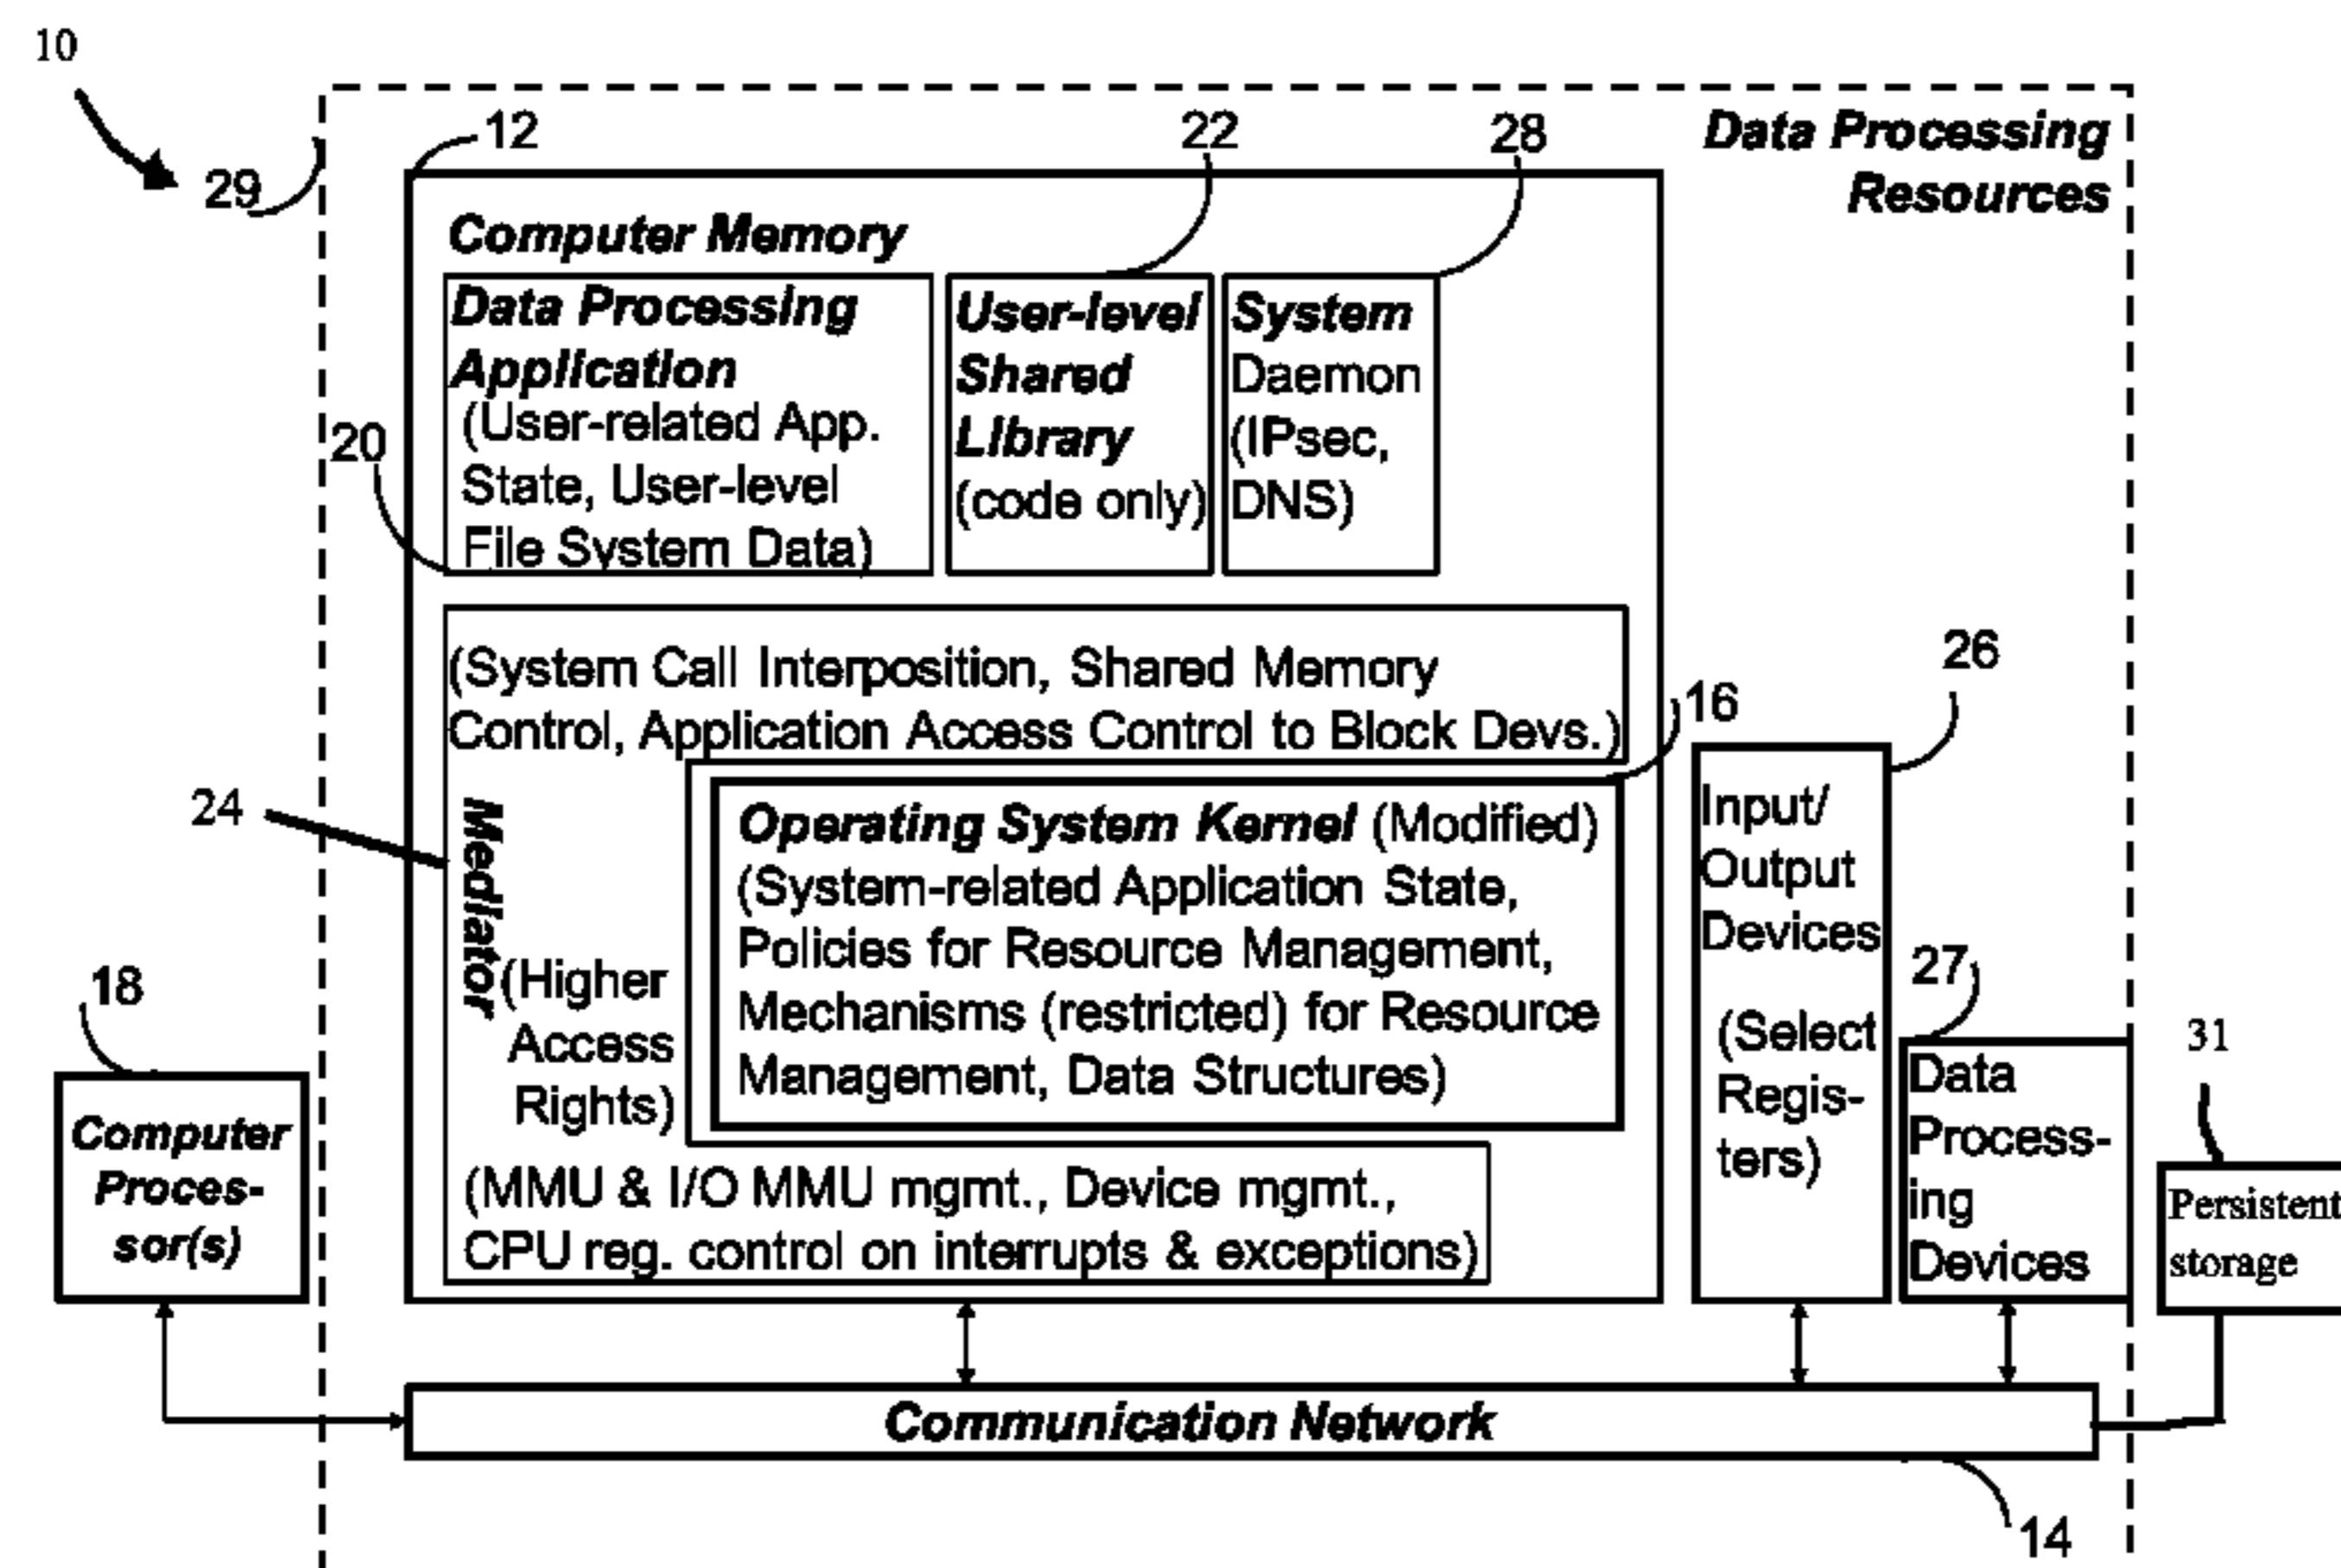 10
29
12
22
28
Data Processing
Resources
Computer Memory
Data Processing
Application
(User-related App.
State, User-level
File System Data)
20
User-level
Shared
Library
(code only)
System
Daemon
(IPsec,
DNS)
(System Call Interposition, Shared Memory
Control, Application Access Control to Block Devs.)
16
26
24
Mediator
(Higher
Access
Rights)
Operating System Kernel (Modified)
(System-related Application State,
Policies for Resource Management,
Mechanisms (restricted) for Resource
Management, Data Structures)
(MMU & I/O MMU mgmt., Device mgmt.,
CPU reg. control on interrupts & exceptions)
Input/
Output
Devices
(Select
Regis-
ters)
27
Data
Process-
ing
Devices
18
Computer
Proces-
sor(s)
31
Persistent
storage
Communication Network
14